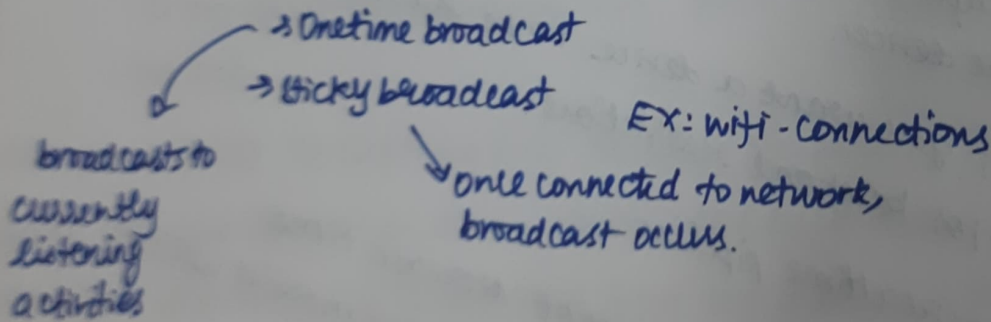 → Onetime broadcast
→ sticky broadcast
EX: wifi - connections
once connected to network,
broadcast occurs.
broadcasts to
currently
listening
activities